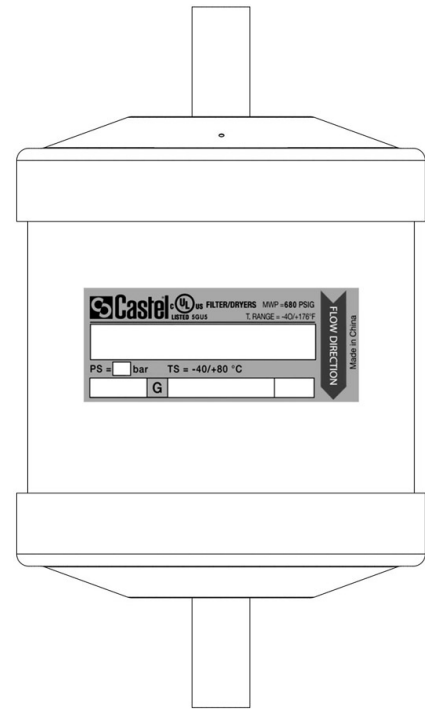 Castel c UL us FILTER/DRYERS MWP =680 PSIG
LISTED 5GU5 T. RANGE = -40/+176°F
PS = bar TS = -40/+80 °C
G
FLOW DIRECTION
Made in China